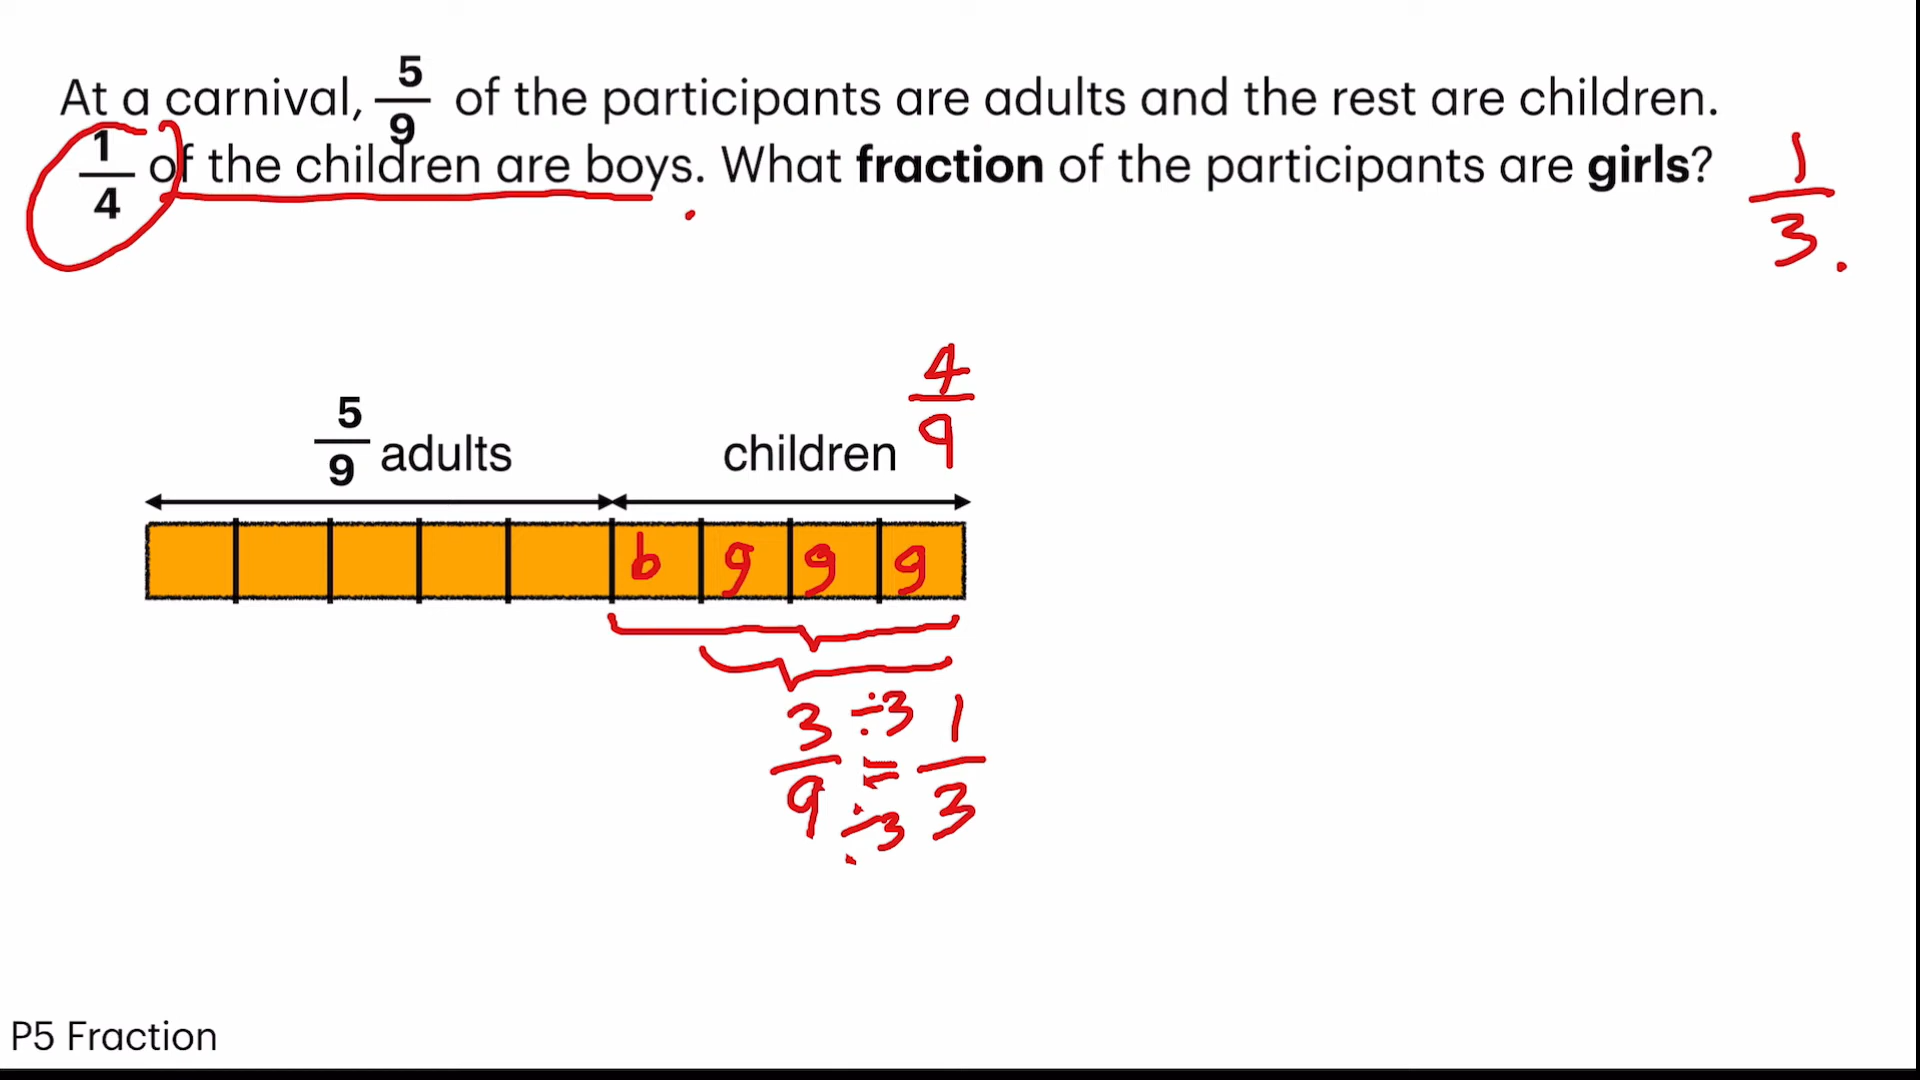 At a carnival, 5/9 of the participants are adults and the rest are children.
1/4 of the children are boys. What fraction of the participants are girls?
1/3.
4/9
5/9 adults children
b g g g
3/9 ÷3 = ÷3 1/3
P5 Fraction